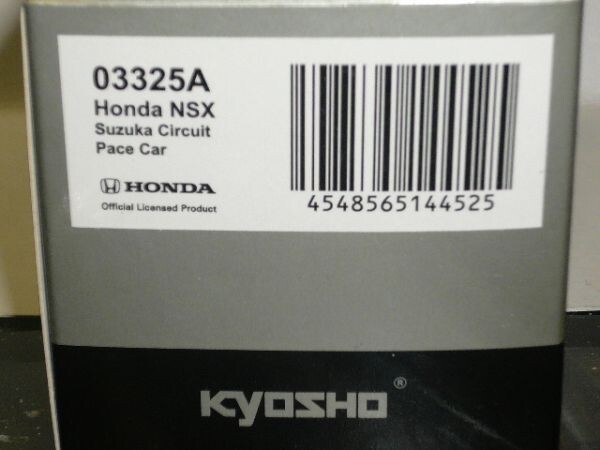 03325A
Honda NSX
Suzuka Circuit
Pace Car
HONDA
Official Licensed Product
4548565144525
KYOSHO®